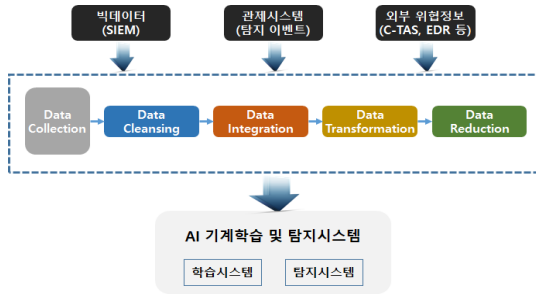 빅데이터
(SIEM)
관제시스템
(탐지 이벤트)
외부 위협정보
(C-TAS, EDR 등)
Data
Collection
Data
Cleansing
Data
Integration
Data
Transformation
Data
Reduction
AI 기계학습 및 탐지시스템
학습시스템
탐지시스템